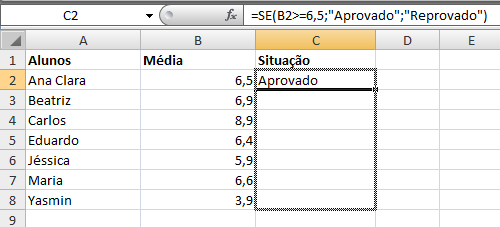 C2 fx =SE(B2>=6,5;"Aprovado";"Reprovado")
A B C D E
1 Alunos Média Situação
2 Ana Clara 6,5 Aprovado
3 Beatriz 6,9
4 Carlos 8,9
5 Eduardo 6,4
6 Jéssica 5,9
7 Maria 6,6
8 Yasmin 3,9
9